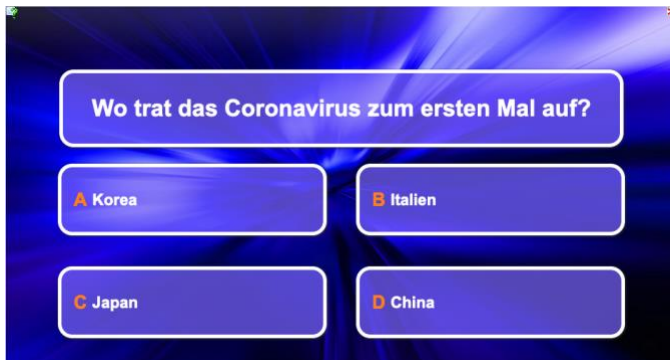 Wo trat das Coronavirus zum ersten Mal auf?
A Korea
B Italien
C Japan
D China